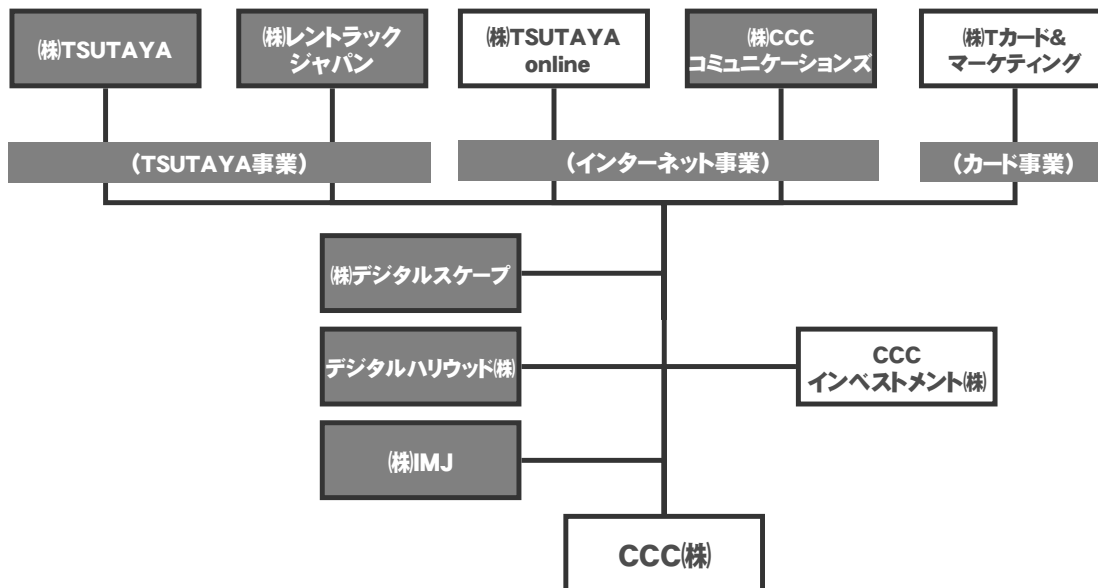 ㈱TSUTAYA
㈱レントラック
ジャパン
㈱TSUTAYA
online
㈱CCC
コミュニケーションズ
㈱Tカード&
マーケティング
(TSUTAYA事業)
(インターネット事業)
(カード事業)
㈱デジタルスケープ
デジタルハリウッド㈱
CCC
インベストメント㈱
㈱IMJ
CCC㈱